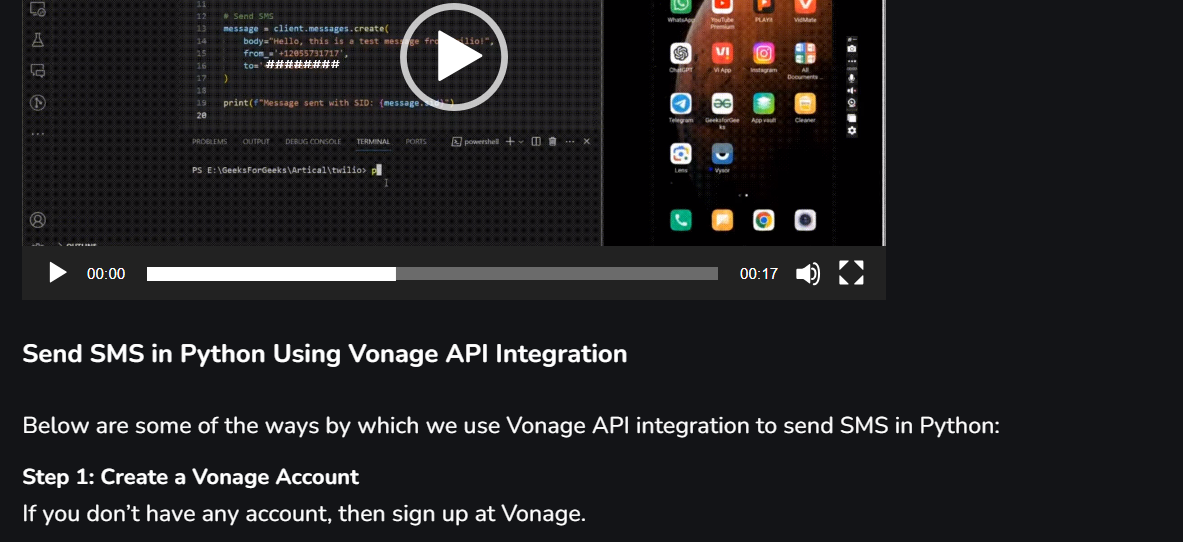 11
12 # Send SMS
13 message = client.messages.create(
14 body="Hello, this is a test message from Twilio!",
15 from_='+12055731717',
16 to='########
17 )
18
19 print(f"Message sent with SID: {message.sid}")
20
PROBLEMS OUTPUT DEBUG CONSOLE TERMINAL PORTS powershell
PS E:\GeeksForGeeks\Artical\twilio> p
OUTLINE
WhatsApp YouTube Premium PLAYit VidMate
ChatGPT Vi App Instagram All Documents ...
Telegram GeeksforGeeks App vault Cleaner
Lens Vysor
00:00 00:17
Send SMS in Python Using Vonage API Integration
Below are some of the ways by which we use Vonage API integration to send SMS in Python:
Step 1: Create a Vonage Account
If you don’t have any account, then sign up at Vonage.